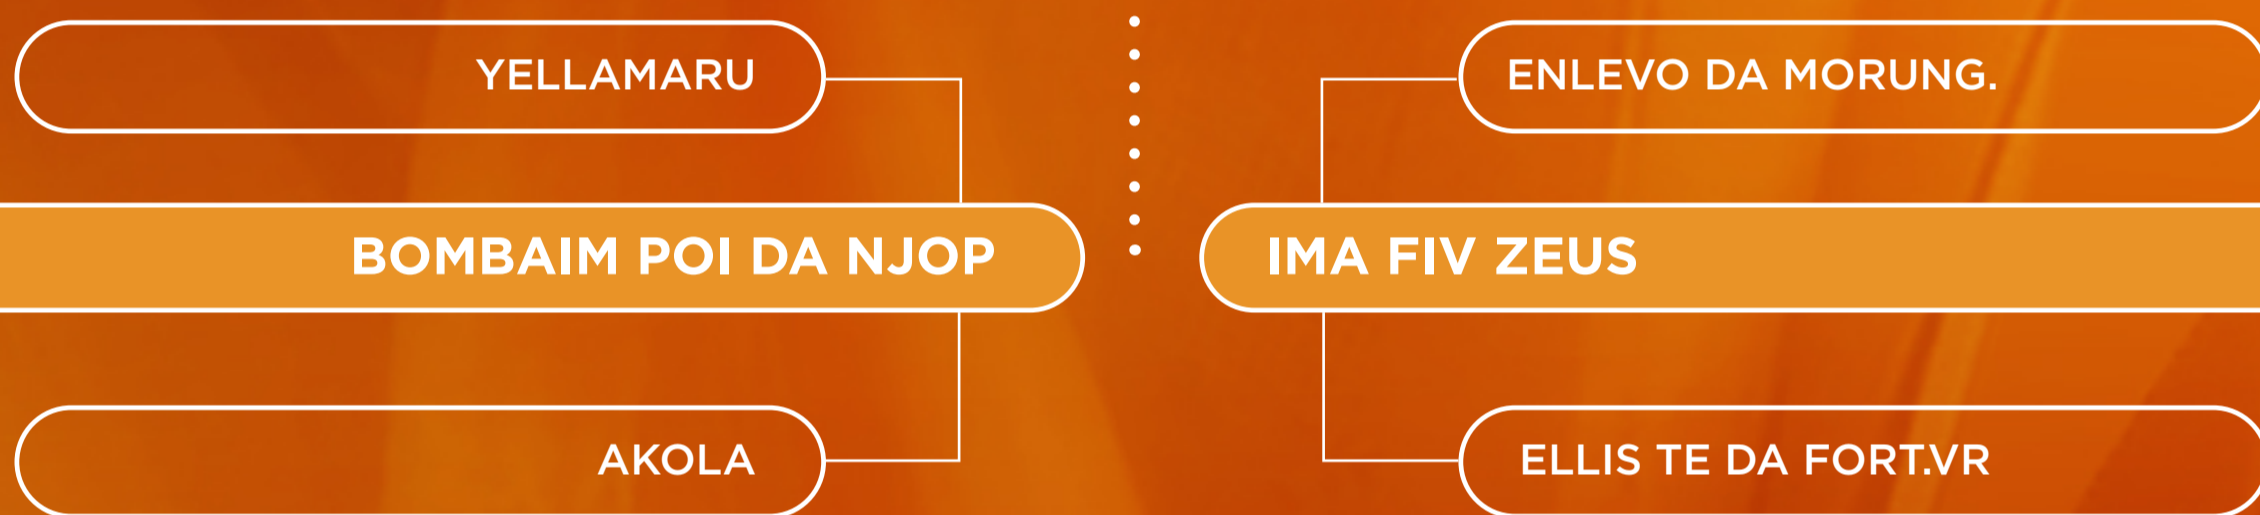 YELLAMARU
BOMBAIM POI DA NJOP
AKOLA
ENLEVO DA MORUNG.
IMA FIV ZEUS
ELLIS TE DA FORT.VR